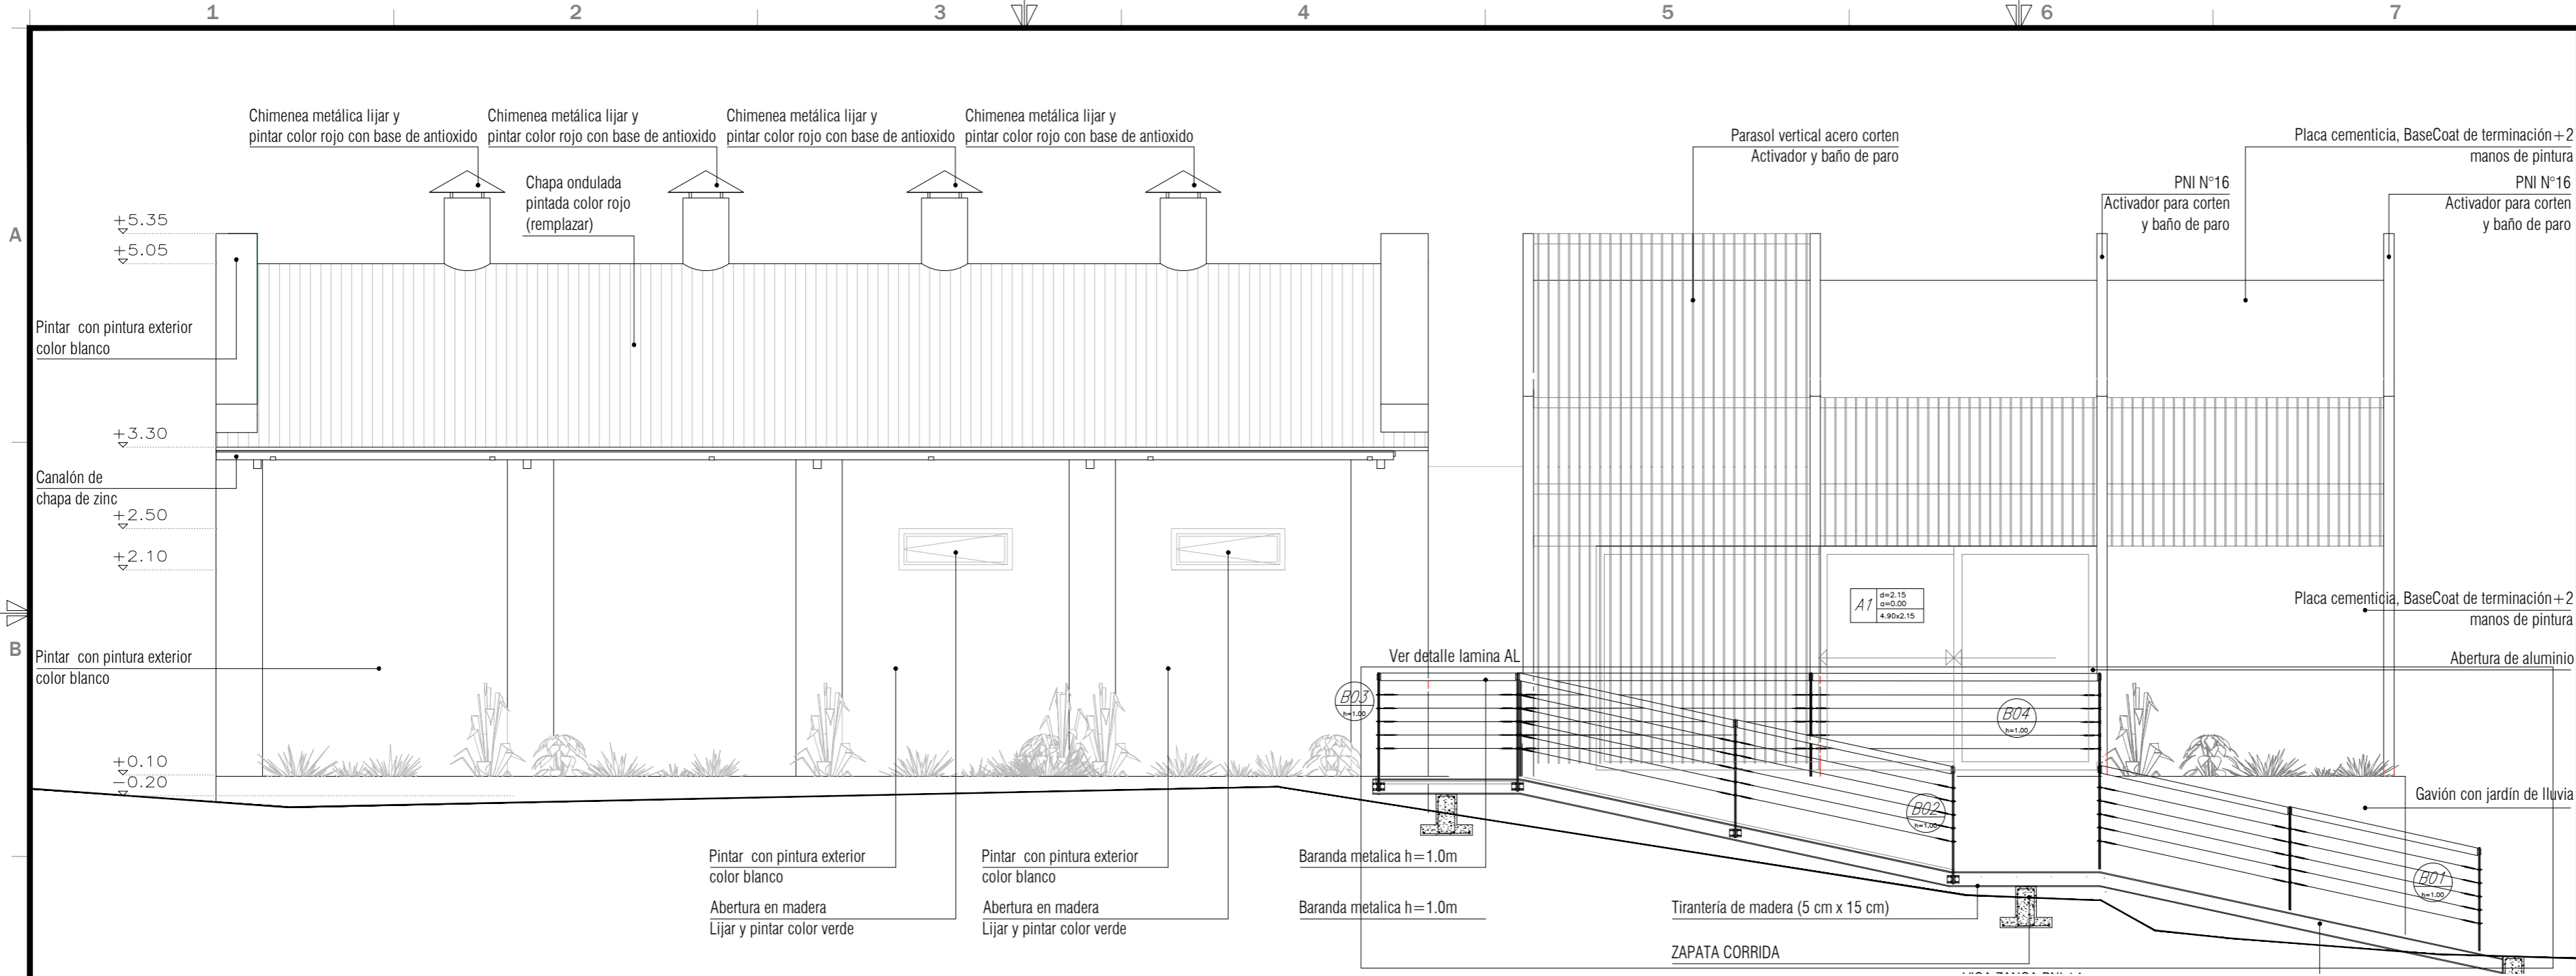 1 2 3 4 5 6 7
Chimenea metálica lijar y
pintar color rojo con base de antioxido
Chimenea metálica lijar y
pintar color rojo con base de antioxido
Chimenea metálica lijar y
pintar color rojo con base de antioxido
Chimenea metálica lijar y
pintar color rojo con base de antioxido
Parasol vertical acero corten
Activador y baño de paro
Placa cementicia, BaseCoat de terminación+2
manos de pintura
Chapa ondulada
pintada color rojo
(remplazar)
PNI N°16
Activador para corten
y baño de paro
PNI N°16
Activador para corten
y baño de paro
A
+5.35
+5.05
Pintar con pintura exterior
color blanco
+3.30
Canalón de
chapa de zinc
+2.50
+2.10
A1
d=2.15
a=0.00
4.90x2.15
Placa cementicia, BaseCoat de terminación+2
manos de pintura
B
Pintar con pintura exterior
color blanco
Ver detalle lamina AL
Abertura de aluminio
B03
h=1.00
B04
h=1.00
+0.10
-0.20
B02
h=1.00
Gavión con jardín de lluvia
Pintar con pintura exterior
color blanco
Pintar con pintura exterior
color blanco
Baranda metalica h=1.0m
B01
h=1.00
Abertura en madera
Lijar y pintar color verde
Abertura en madera
Lijar y pintar color verde
Baranda metalica h=1.0m
Tirantería de madera (5 cm x 15 cm)
ZAPATA CORRIDA